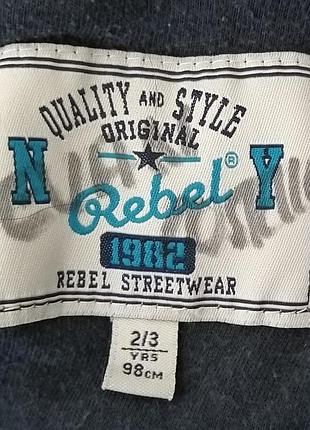 QUALITY AND STYLE
ORIGINAL
N Rebel® Y
1982
REBEL STREETWEAR
2/3
YRS
98CM